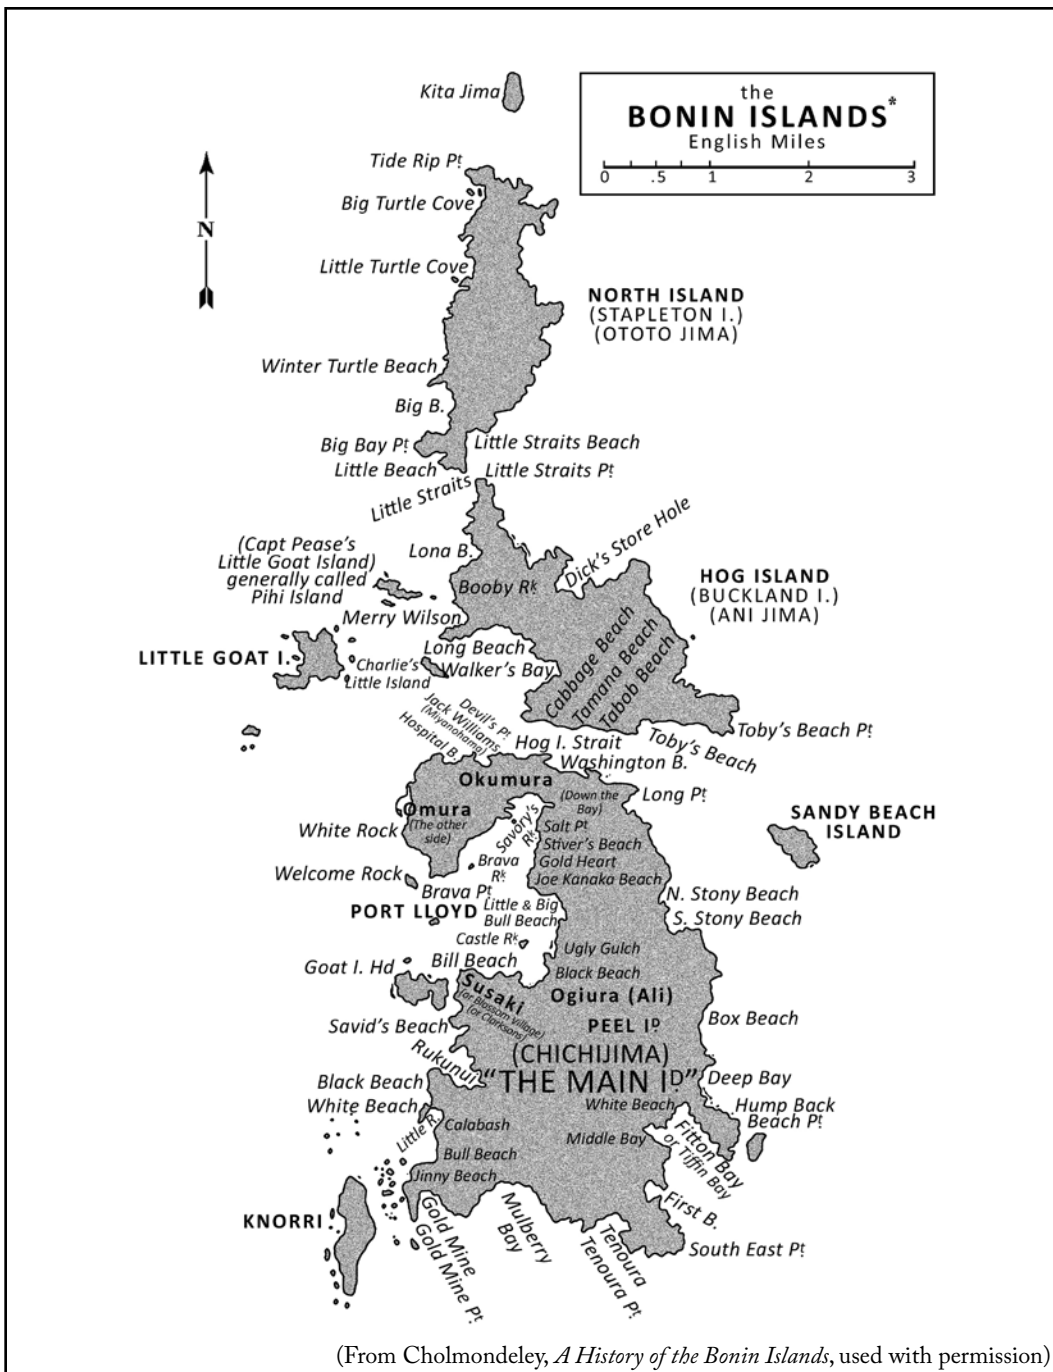 the
BONIN ISLANDS*
English Miles
0 .5 1 2 3
Kita Jima
Tide Rip Pt
Big Turtle Cove
N
Little Turtle Cove
NORTH ISLAND
(STAPLETON I.)
(OTOTO JIMA)
Winter Turtle Beach
Big B.
Big Bay Pt
Little Straits Beach
Little Beach
Little Straits Pt
Little Straits
Dick's Store Hole
(Capt Pease's
Little Goat Island)
generally called
Pihi Island
Lona B.
Booby Rk
HOG ISLAND
(BUCKLAND I.)
(ANI JIMA)
Merry Wilson
Long Beach
Walker's Bay
LITTLE GOAT I.
Charlie's
Little Island
Cabbage Beach
Tamana Beach
Tabob Beach
Devil's Pt
Jack Williams
(Miyanohama)
Hospital B.
Hog I. Strait
Toby's Beach
Toby's Beach Pt
Washington B.
Okumura
(Down the
Bay)
Long Pt
Omura
(The other
side)
Savory's
Rk
Salt Pt
Stiver's Beach
Gold Heart
Joe Kanaka Beach
SANDY BEACH
ISLAND
White Rock
Brava
Rk
Welcome Rock
Brava Pt
N. Stony Beach
PORT LLOYD
Little & Big
Bull Beach
S. Stony Beach
Castle Rk
Ugly Gulch
Bill Beach
Black Beach
Goat I. Hd
Susaki
(or Blossom Village)
(or Clarksons)
Ogiura (Ali)
Savid's Beach
PEEL ID
Box Beach
(CHICHIJIMA)
Rukunui
"THE MAIN ID"
Black Beach
Deep Bay
White Beach
White Beach
Hump Back
Beach Pt
Little R.
Calabash
Middle Bay
Fitton Bay
or Tiffin Bay
Bull Beach
Jinny Beach
First B.
KNORRI
Gold Mine
Gold Mine Pt
Mulberry
Bay
Tenoura
Tenoura Pt
South East Pt
(From Cholmondeley, A History of the Bonin Islands, used with permission)